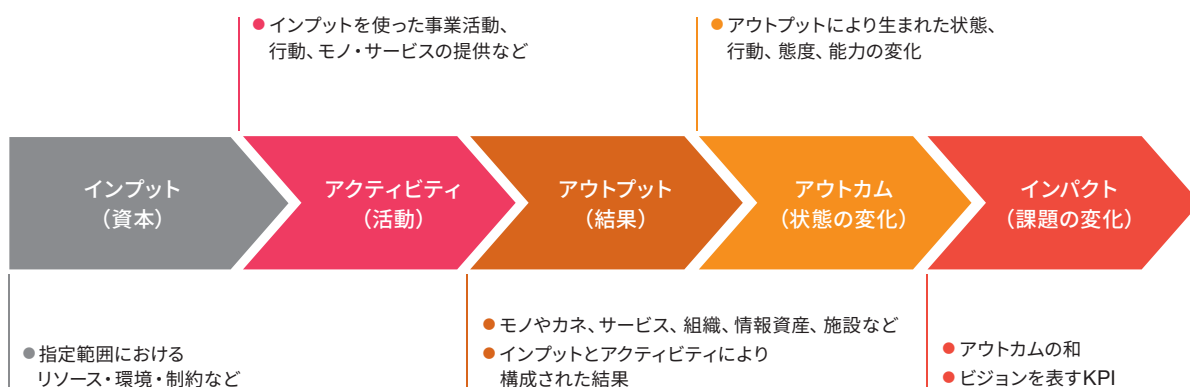 ● インプットを使った事業活動、
行動、モノ・サービスの提供など
● アウトプットにより生まれた状態、
行動、態度、能力の変化
インプット
（資本）
アクティビティ
（活動）
アウトプット
（結果）
アウトカム
（状態の変化）
インパクト
（課題の変化）
● 指定範囲における
リソース・環境・制約など
● モノやカネ、サービス、組織、情報資産、施設など
● インプットとアクティビティにより
構成された結果
● アウトカムの和
● ビジョンを表すKPI